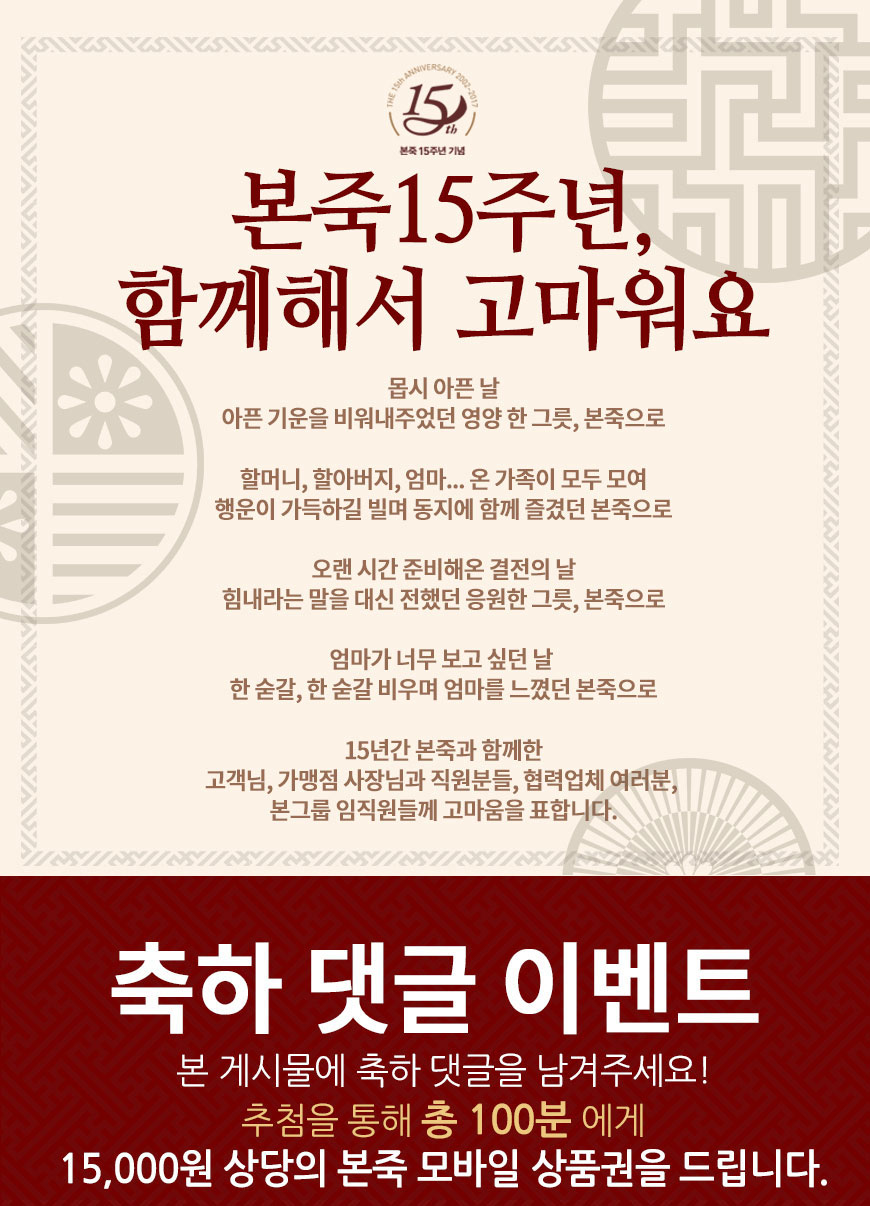 THE 15th ANNIVERSARY 2002-2017
15th
본죽 15주년 기념
본죽15주년,
함께해서 고마워요
몹시 아픈 날
아픈 기운을 비워내주었던 영양 한 그릇, 본죽으로
할머니, 할아버지, 엄마... 온 가족이 모두 모여
행운이 가득하길 빌며 동지에 함께 즐겼던 본죽으로
오랜 시간 준비해온 결전의 날
힘내라는 말을 대신 전했던 응원한 그릇, 본죽으로
엄마가 너무 보고 싶던 날
한 숟갈, 한 숟갈 비우며 엄마를 느꼈던 본죽으로
15년간 본죽과 함께한
고객님, 가맹점 사장님과 직원분들, 협력업체 여러분,
본그룹 임직원들께 고마움을 표합니다.
축하 댓글 이벤트
본 게시물에 축하 댓글을 남겨주세요!
추첨을 통해 총 100분 에게
15,000원 상당의 본죽 모바일 상품권을 드립니다.